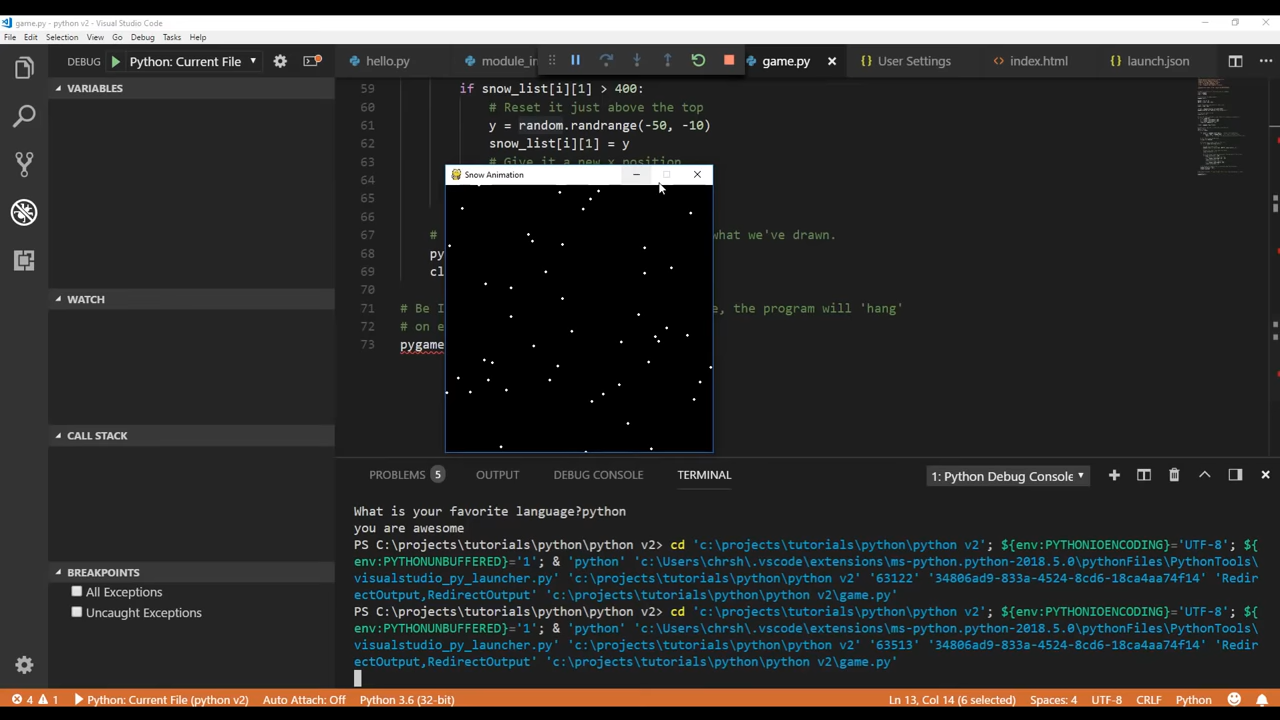 game.py - python v2 - Visual Studio Code
File Edit Selection View Go Debug Tasks Help
DEBUG Python: Current File
hello.py module_in game.py User Settings index.html launch.json
VARIABLES
WATCH
CALL STACK
BREAKPOINTS
All Exceptions
Uncaught Exceptions
59 if snow_list[i][1] > 400:
60 # Reset it just above the top
61 y = random.randrange(-50, -10)
62 snow_list[i][1] = y
63 # Give it a new x position
64
65
66
67 # what we've drawn.
68 py
69 cl
70
71 # Be I , the program will 'hang'
72 # on e
73 pygame
Snow Animation
PROBLEMS 5 OUTPUT DEBUG CONSOLE TERMINAL 1: Python Debug Console
What is your favorite language?python
you are awesome
PS C:\projects\tutorials\python\python v2> cd 'c:\projects\tutorials\python\python v2'; ${env:PYTHONIOENCODING}='UTF-8'; ${
env:PYTHONUNBUFFERED}='1'; & 'python' 'c:\Users\chrsh\.vscode\extensions\ms-python.python-2018.5.0\pythonFiles\PythonTools\
visualstudio_py_launcher.py' 'c:\projects\tutorials\python\python v2' '63122' '34806ad9-833a-4524-8cd6-18ca4aa74f14' 'Redir
ectOutput,RedirectOutput' 'c:\projects\tutorials\python\python v2\game.py'
PS C:\projects\tutorials\python\python v2> cd 'c:\projects\tutorials\python\python v2'; ${env:PYTHONIOENCODING}='UTF-8'; ${
env:PYTHONUNBUFFERED}='1'; & 'python' 'c:\Users\chrsh\.vscode\extensions\ms-python.python-2018.5.0\pythonFiles\PythonTools\
visualstudio_py_launcher.py' 'c:\projects\tutorials\python\python v2' '63513' '34806ad9-833a-4524-8cd6-18ca4aa74f14' 'Redir
ectOutput,RedirectOutput' 'c:\projects\tutorials\python\python v2\game.py'
4 1 Python: Current File (python v2) Auto Attach: Off Python 3.6 (32-bit) Ln 13, Col 14 (6 selected) Spaces: 4 UTF-8 CRLF Python